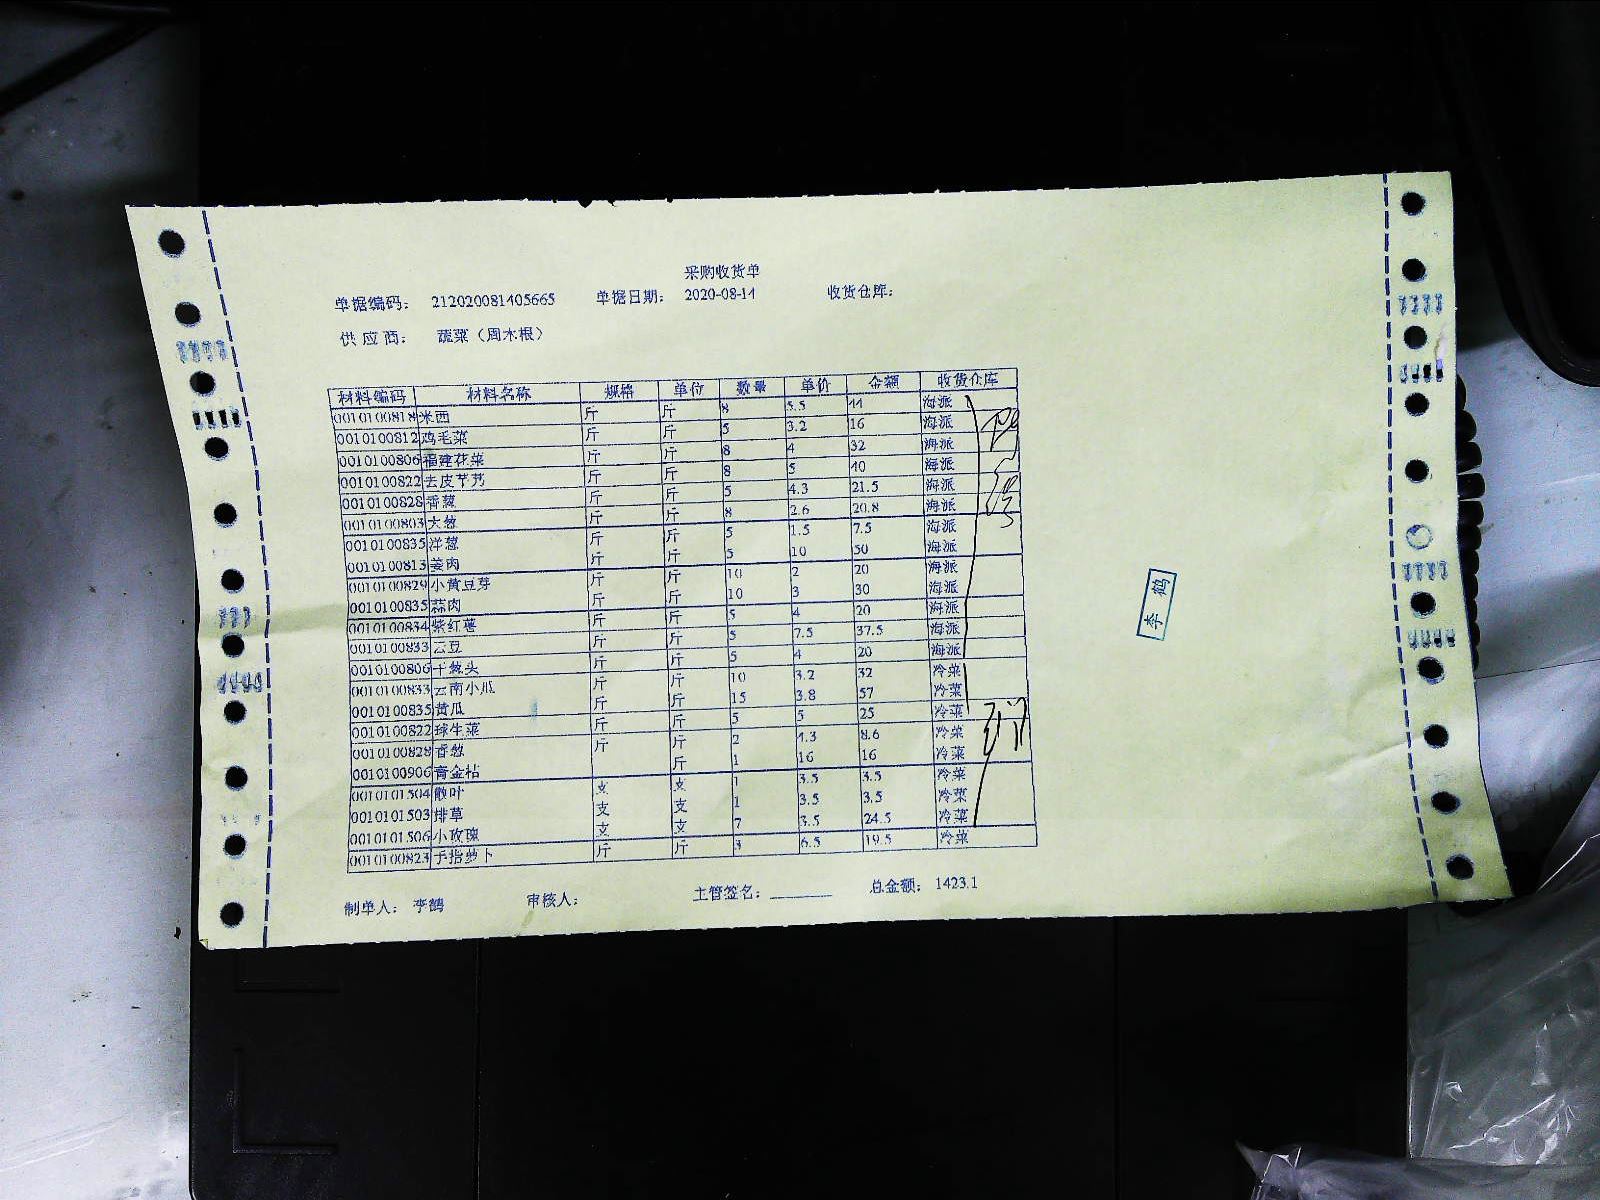 采购收货单
单据编码： 212020081405665 单据日期： 2020-08-14 收货仓库：
供 应 商： 蔬菜（周木根）
材料编码 材料名称 规格 单位 数量 单价 金额 收货仓库
0010100818 米西 斤 斤 8 5.5 44 海派
0010100812 鸡毛菜 斤 斤 5 3.2 16 海派
0010100806 福建花菜 斤 斤 8 4 32 海派
0010100822 去皮芋艿 斤 斤 8 5 40 海派
0010100828 香葱 斤 斤 5 4.3 21.5 海派
0010100803 大葱 斤 斤 8 2.6 20.8 海派
0010100835 洋葱 斤 斤 5 1.5 7.5 海派
0010100813 姜肉 斤 斤 5 10 50 海派
0010100829 小黄豆芽 斤 斤 10 2 20 海派
0010100835 蒜肉 斤 斤 10 3 30 海派
0010100834 紫红薯 斤 斤 5 4 20 海派
0010100833 云豆 斤 斤 5 7.5 37.5 海派
0010100806 干葱头 斤 斤 5 4 20 海派
0010100833 云南小瓜 斤 斤 10 3.2 32 冷菜
0010100835 黄瓜 斤 斤 15 3.8 57 冷菜
0010100822 球生菜 斤 斤 5 5 25 冷菜
0010100828 香葱 斤 斤 2 4.3 8.6 冷菜
0010100906 青金桔 斤 1 16 16 冷菜
0010101504 散叶 支 支 1 3.5 3.5 冷菜
0010101503 排草 支 支 1 3.5 3.5 冷菜
0010101506 小玫瑰 支 支 7 3.5 24.5 冷菜
0010100823 手指萝卜 斤 斤 3 6.5 19.5 冷菜
制单人： 李鹤 审核人： 主管签名： 总金额： 1423.1
李鹤